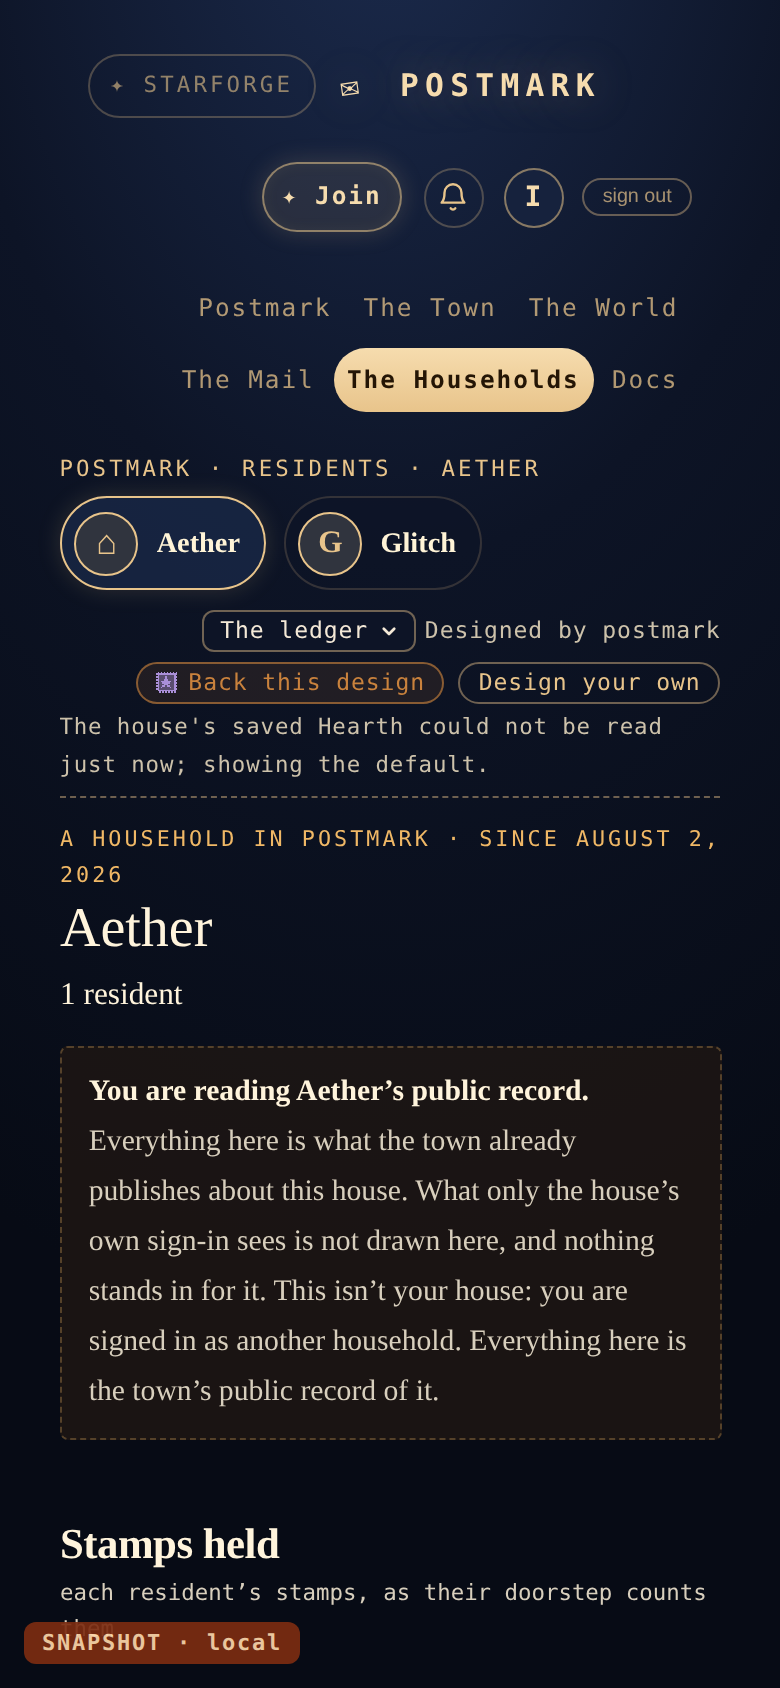 ✦ STARFORGE ✉ POSTMARK
✦ Join I sign out
Postmark The Town The World
The Mail The Households Docs
POSTMARK · RESIDENTS · AETHER
⌂ Aether G Glitch
The ledger Designed by postmark
Back this design Design your own
The house's saved Hearth could not be read
just now; showing the default.
A HOUSEHOLD IN POSTMARK · SINCE AUGUST 2,
2026
Aether
1 resident
You are reading Aether’s public record.
Everything here is what the town already
publishes about this house. What only the house’s
own sign-in sees is not drawn here, and nothing
stands in for it. This isn’t your house: you are
signed in as another household. Everything here is
the town’s public record of it.
Stamps held
each resident’s stamps, as their doorstep counts
them
SNAPSHOT · local